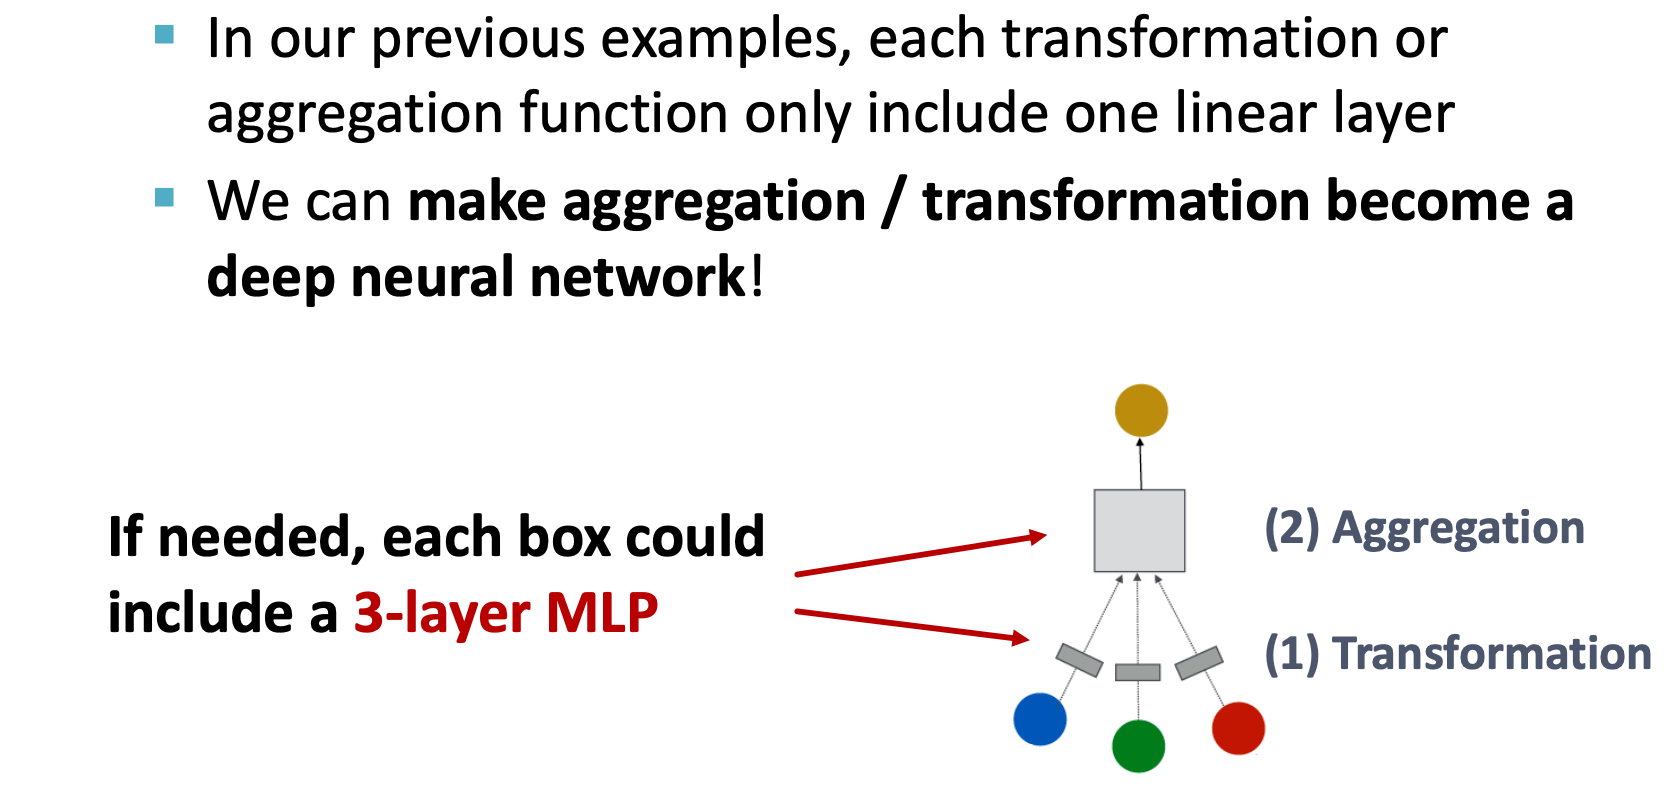 In our previous examples, each transformation or
aggregation function only include one linear layer
We can make aggregation / transformation become a
deep neural network!
If needed, each box could
include a 3-layer MLP
(2) Aggregation
(1) Transformation